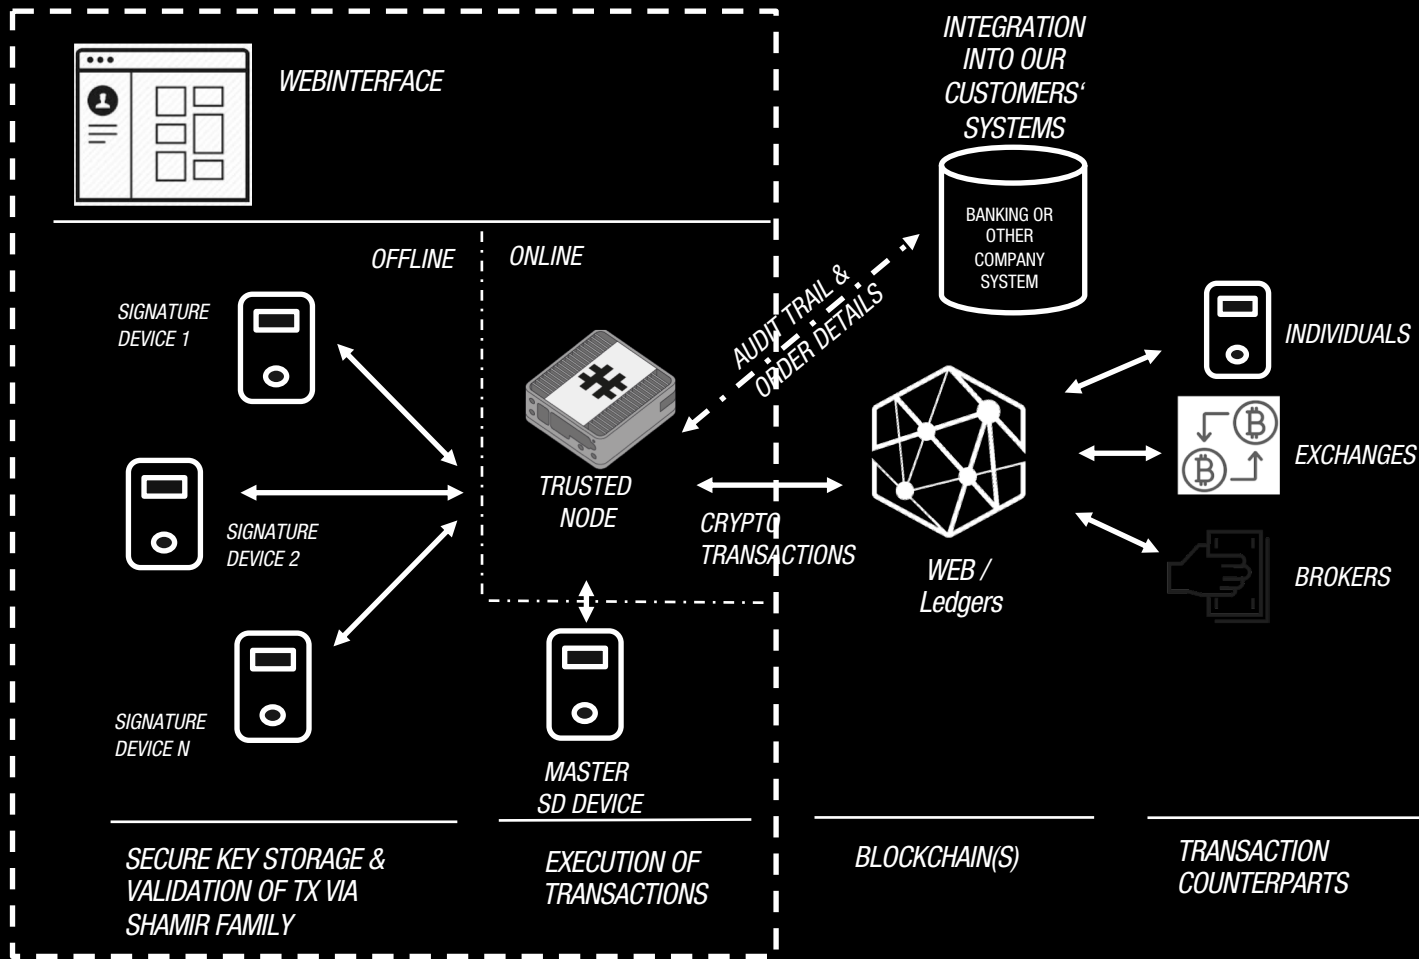 WEBINTERFACE
INTEGRATION
INTO OUR
CUSTOMERS‘
SYSTEMS
BANKING OR
OTHER
COMPANY
SYSTEM
OFFLINE
ONLINE
SIGNATURE
DEVICE 1
SIGNATURE
DEVICE 2
SIGNATURE
DEVICE N
TRUSTED
NODE
AUDIT TRAIL &
ORDER DETAILS
CRYPTO
TRANSACTIONS
MASTER
SD DEVICE
WEB /
Ledgers
INDIVIDUALS
EXCHANGES
BROKERS
SECURE KEY STORAGE &
VALIDATION OF TX VIA
SHAMIR FAMILY
EXECUTION OF
TRANSACTIONS
BLOCKCHAIN(S)
TRANSACTION
COUNTERPARTS